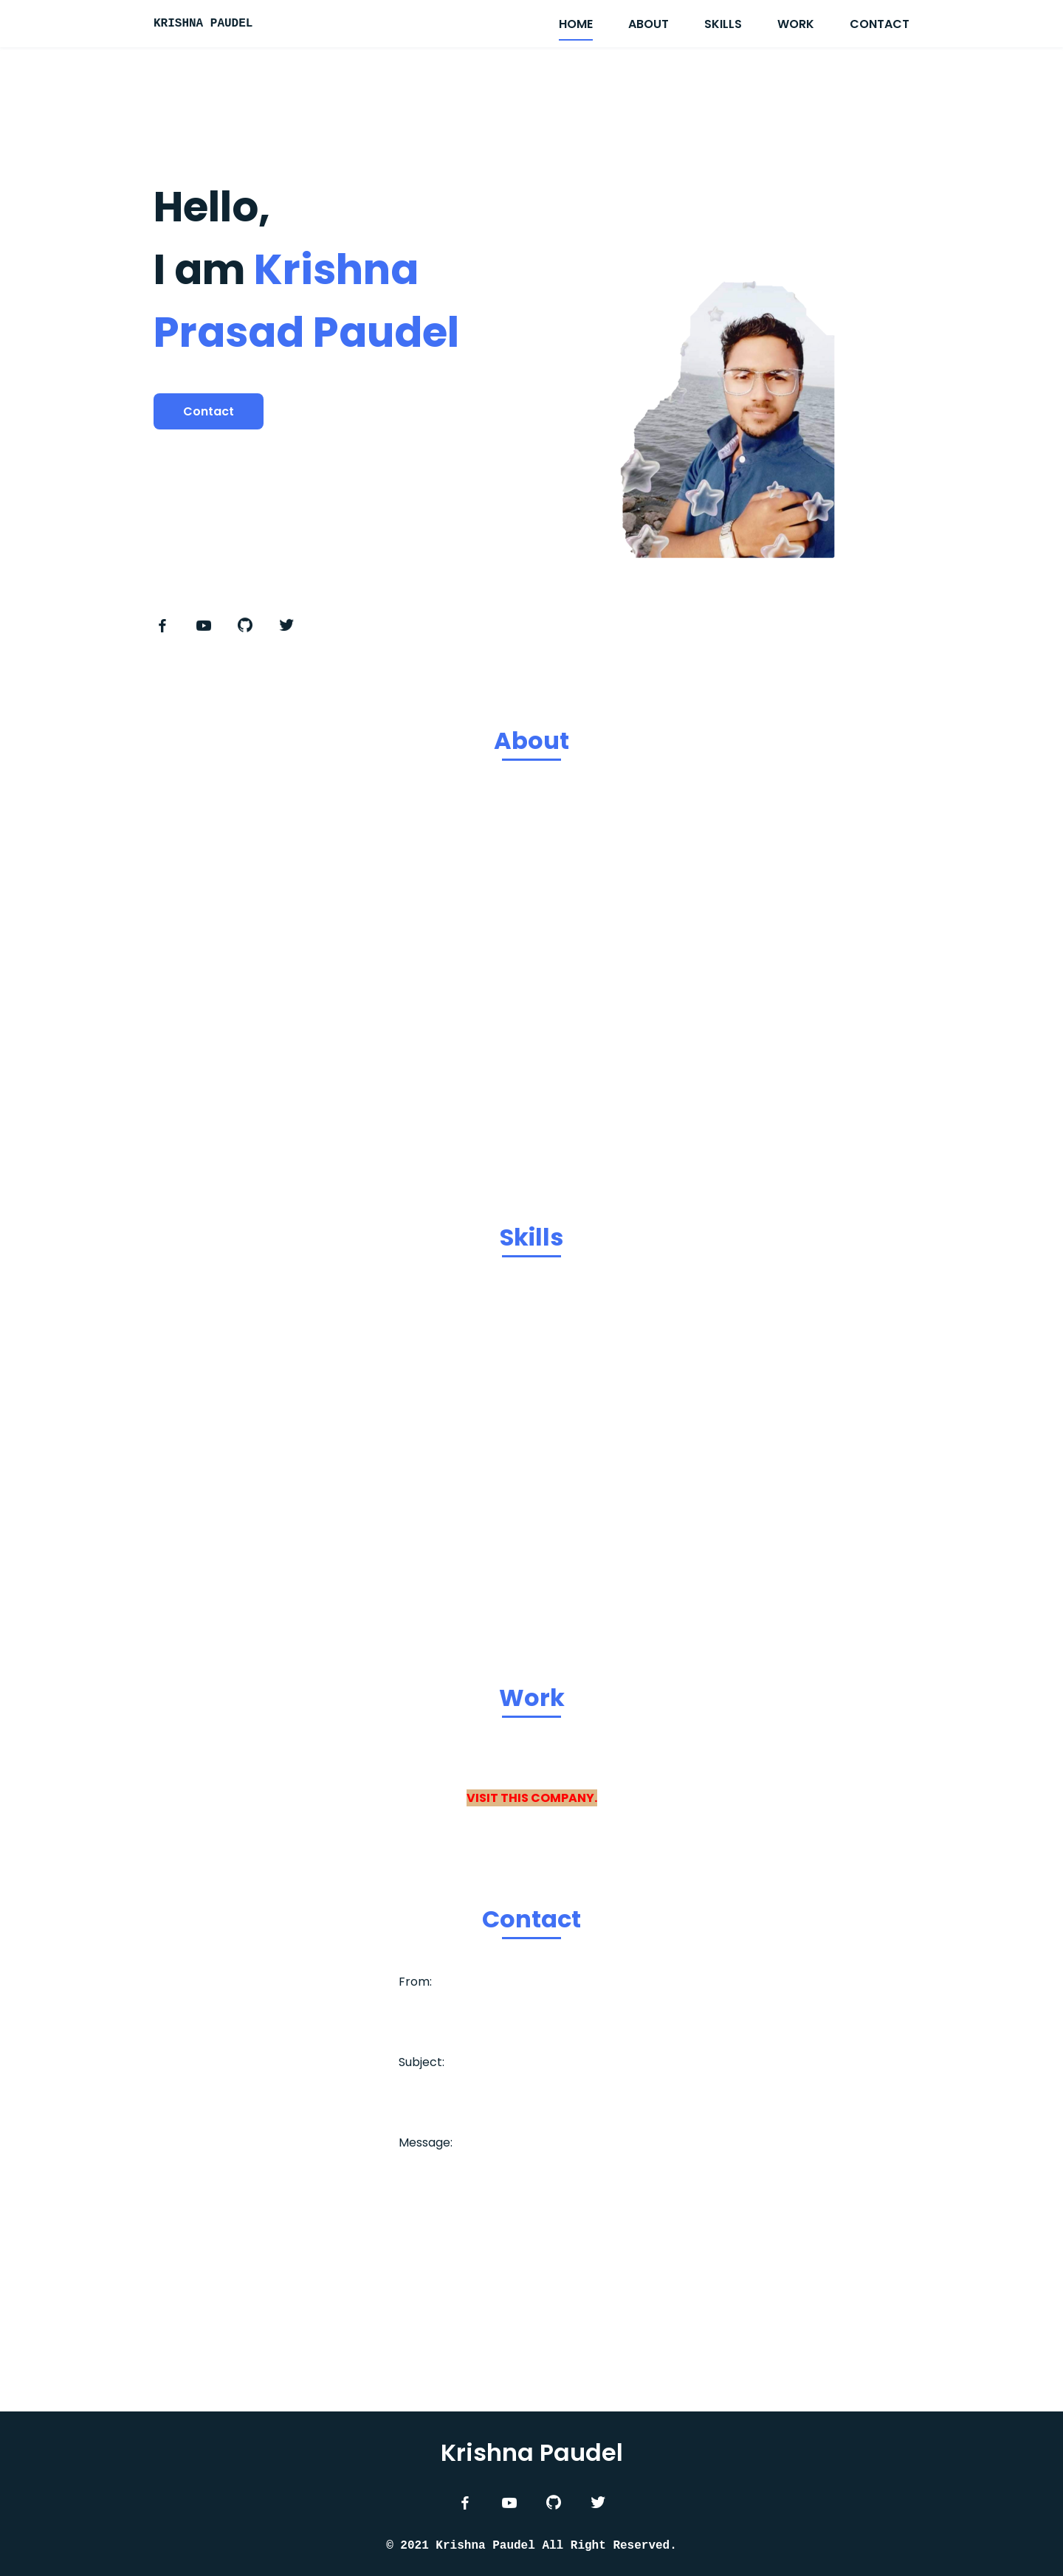 KRISHNA PAUDEL
HOME
ABOUT
SKILLS
WORK
CONTACT
Hello,
I am Krishna
Prasad Paudel
Contact
About
Skills
Work
VISIT THIS COMPANY.
Contact
From:
Subject:
Message:
Krishna Paudel
© 2021 Krishna Paudel All Right Reserved.